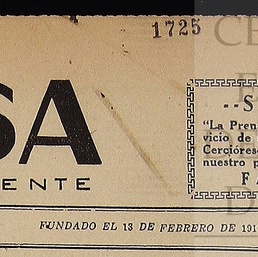 1725
SA
ENTE
--S
"La Pren
vicio de
Cerciórese
nuestro p
FA
FUNDADO EL 13 DE FEBRERO DE 191